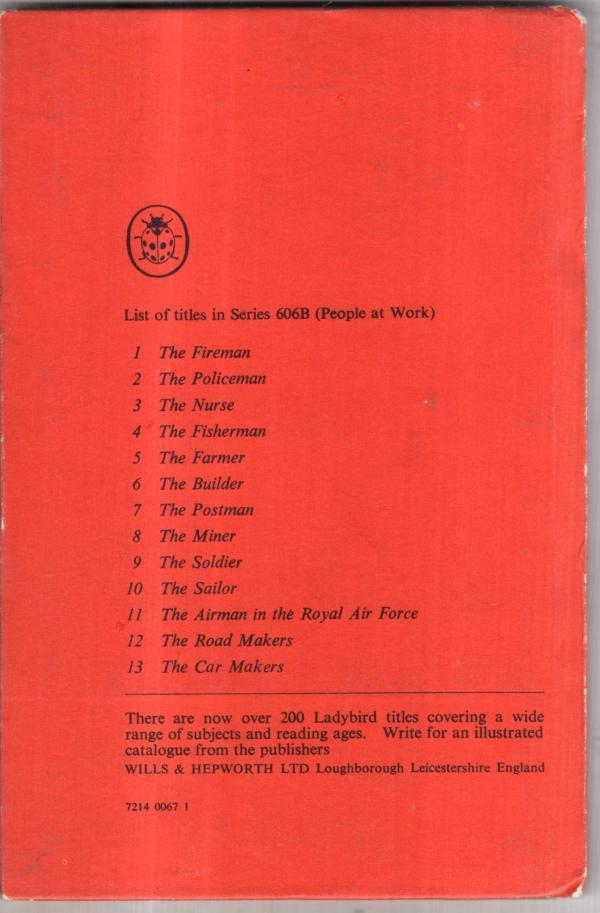 List of titles in Series 606B (People at Work)
1 The Fireman
2 The Policeman
3 The Nurse
4 The Fisherman
5 The Farmer
6 The Builder
7 The Postman
8 The Miner
9 The Soldier
10 The Sailor
11 The Airman in the Royal Air Force
12 The Road Makers
13 The Car Makers
There are now over 200 Ladybird titles covering a wide
range of subjects and reading ages. Write for an illustrated
catalogue from the publishers
WILLS & HEPWORTH LTD Loughborough Leicestershire England
7214 0067 1